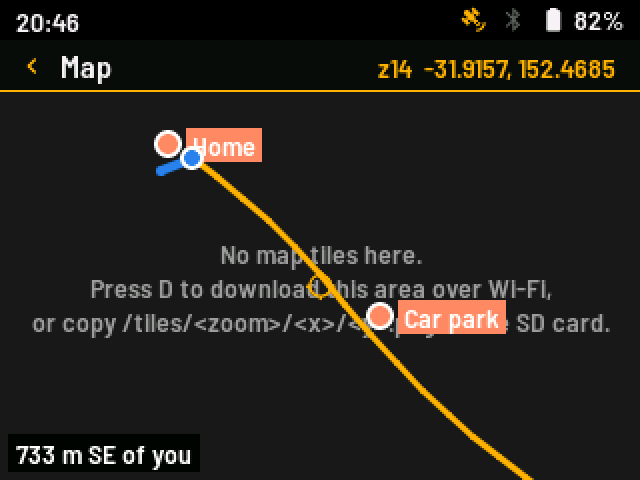 20:46
82%
Map
z14 -31.9157, 152.4685
Home
No map tiles here.
Press D to download this area over Wi-Fi,
Car park
or copy /tiles/<zoom>/<x>/< SD card.
733 m SE of you